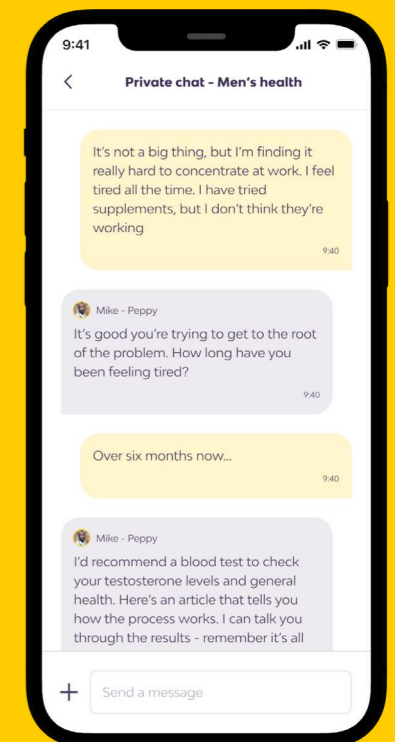 9:41
Private chat - Men's health
It's not a big thing, but I'm finding it
really hard to concentrate at work. I feel
tired all the time. I have tried
supplements, but I don't think they're
working
9:40
Mike - Peppy
It's good you're trying to get to the root
of the problem. How long have you
been feeling tired?
9:40
Over six months now...
9:40
Mike - Peppy
I'd recommend a blood test to check
your testosterone levels and general
health. Here's an article that tells you
how the process works. I can talk you
through the results - remember it's all
Send a message